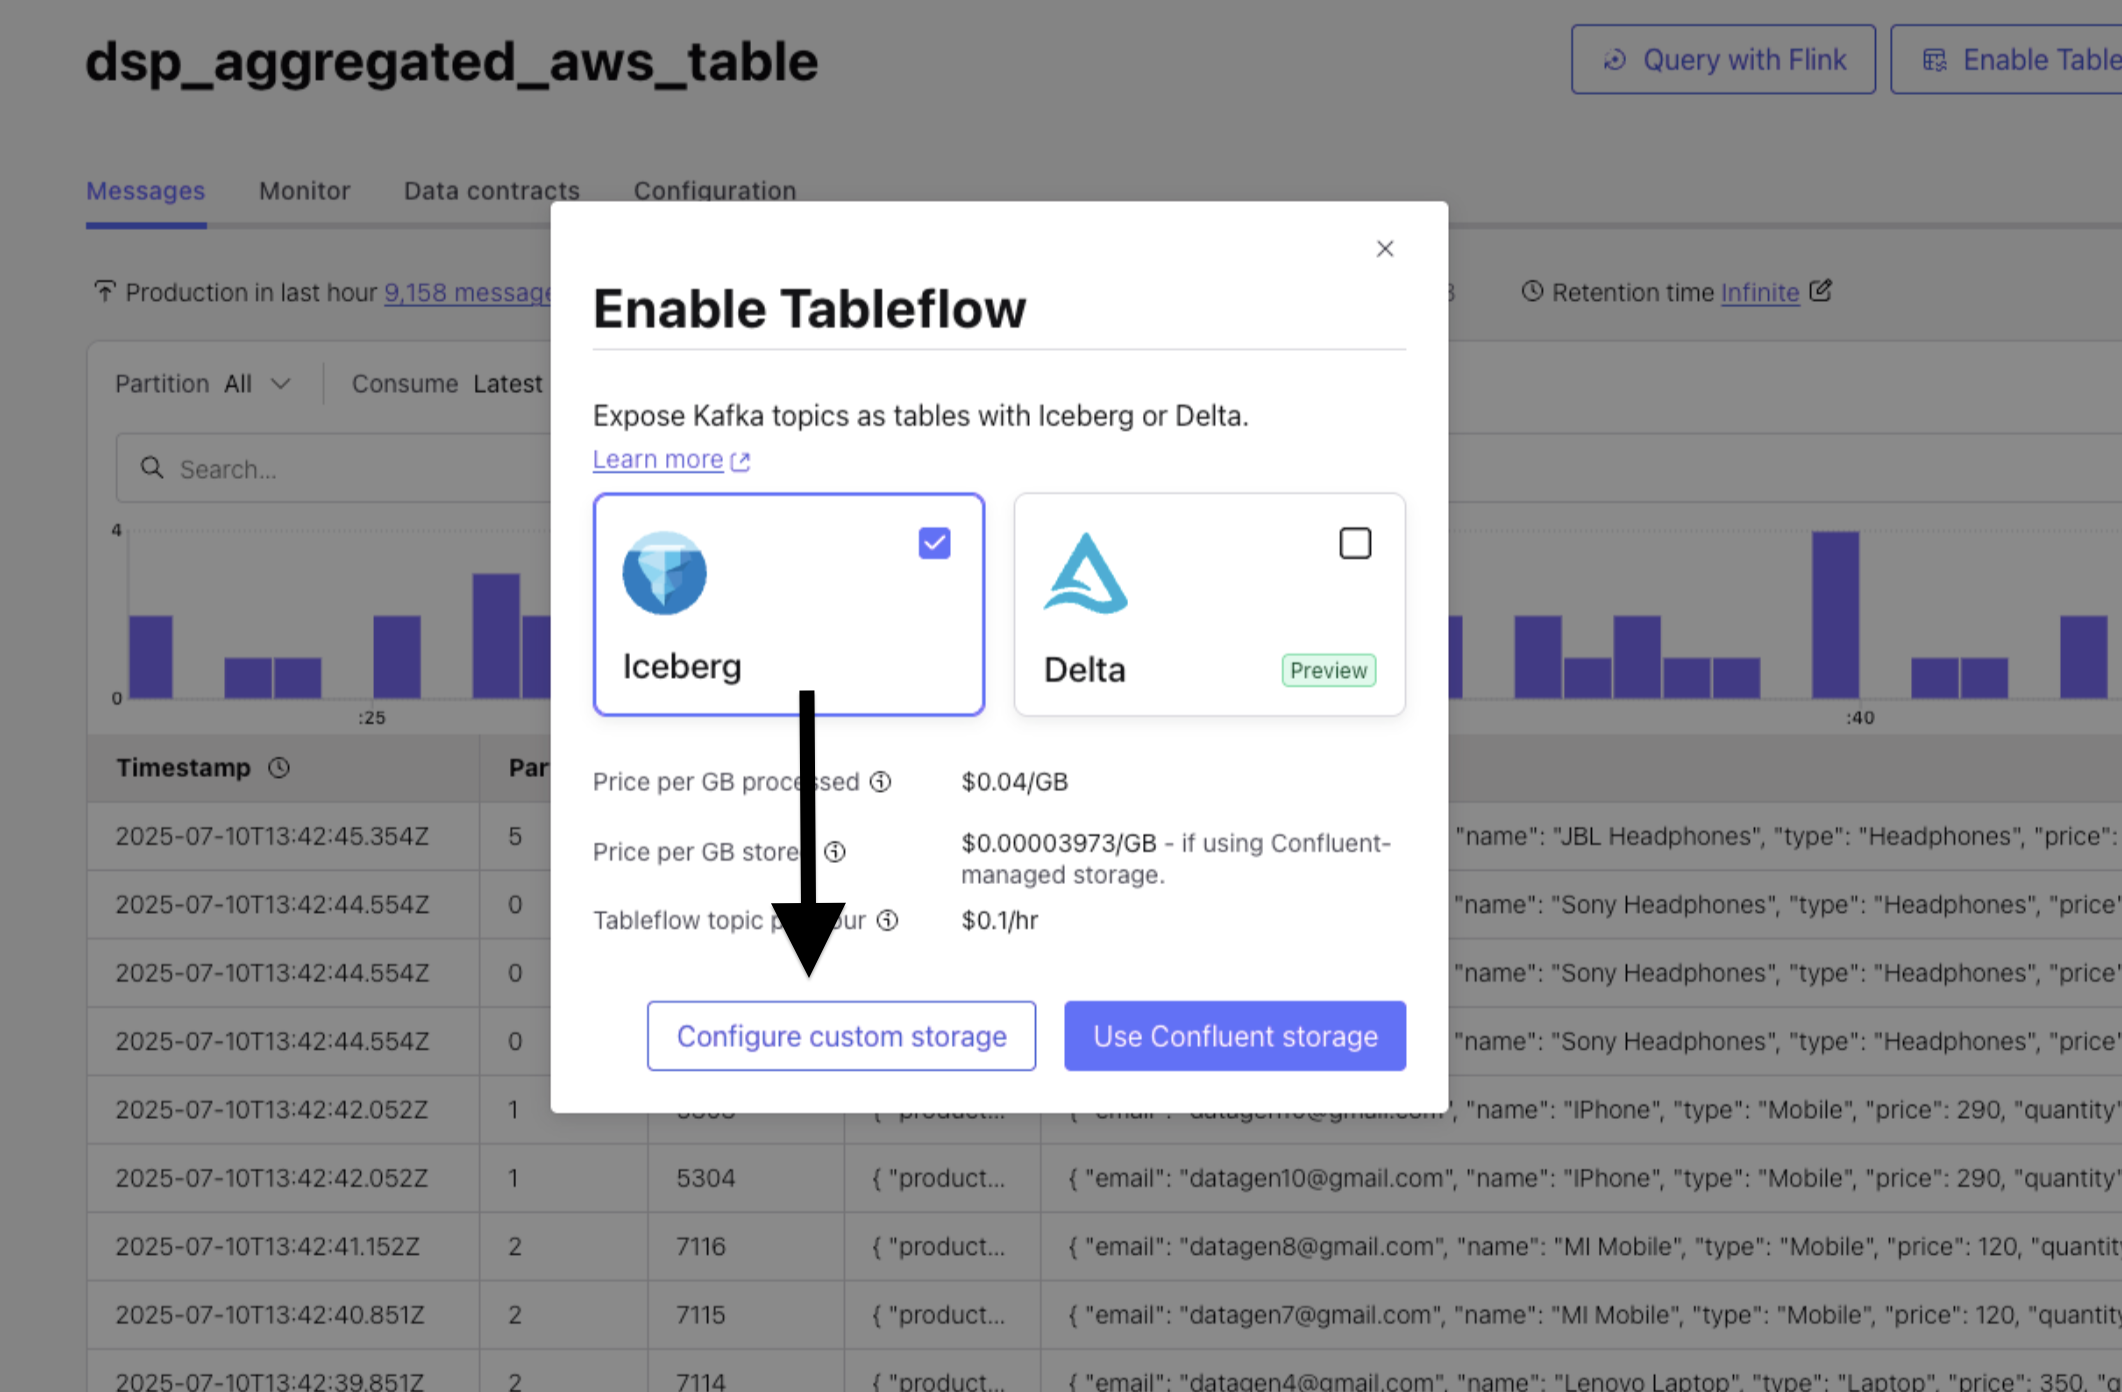 dsp_aggregated_aws_table
Query with Flink
Enable Table
Messages
Monitor
Data contracts
Configuration
Production in last hour 9,158 message
Retention time Infinite
Partition All
Consume Latest
Search...
4
0
:25
:40
Timestamp
Par
2025-07-10T13:42:45.354Z 5 "name": "JBL Headphones", "type": "Headphones", "price":
2025-07-10T13:42:44.554Z 0 "name": "Sony Headphones", "type": "Headphones", "price"
2025-07-10T13:42:44.554Z 0 "name": "Sony Headphones", "type": "Headphones", "price"
2025-07-10T13:42:44.554Z 0 "name": "Sony Headphones", "type": "Headphones", "price"
2025-07-10T13:42:42.052Z 1 "name": "IPhone", "type": "Mobile", "price": 290, "quantity"
2025-07-10T13:42:42.052Z 1 5304 { "product... { "email": "datagen10@gmail.com", "name": "IPhone", "type": "Mobile", "price": 290, "quantity"
2025-07-10T13:42:41.152Z 2 7116 { "product... { "email": "datagen8@gmail.com", "name": "MI Mobile", "type": "Mobile", "price": 120, "quantit
2025-07-10T13:42:40.851Z 2 7115 { "product... { "email": "datagen7@gmail.com", "name": "MI Mobile", "type": "Mobile", "price": 120, "quantity
2025-07-10T13:42:39.851Z 2 7114 { "product... { "email": "datagen4@gmail.com", "name": "Lenovo Laptop", "type": "Laptop", "price": 350,
Enable Tableflow
Expose Kafka topics as tables with Iceberg or Delta.
Learn more
Iceberg
Delta
Preview
Price per GB processed $0.04/GB
Price per GB store $0.00003973/GB - if using Confluent-
managed storage.
Tableflow topic p our $0.1/hr
Configure custom storage
Use Confluent storage